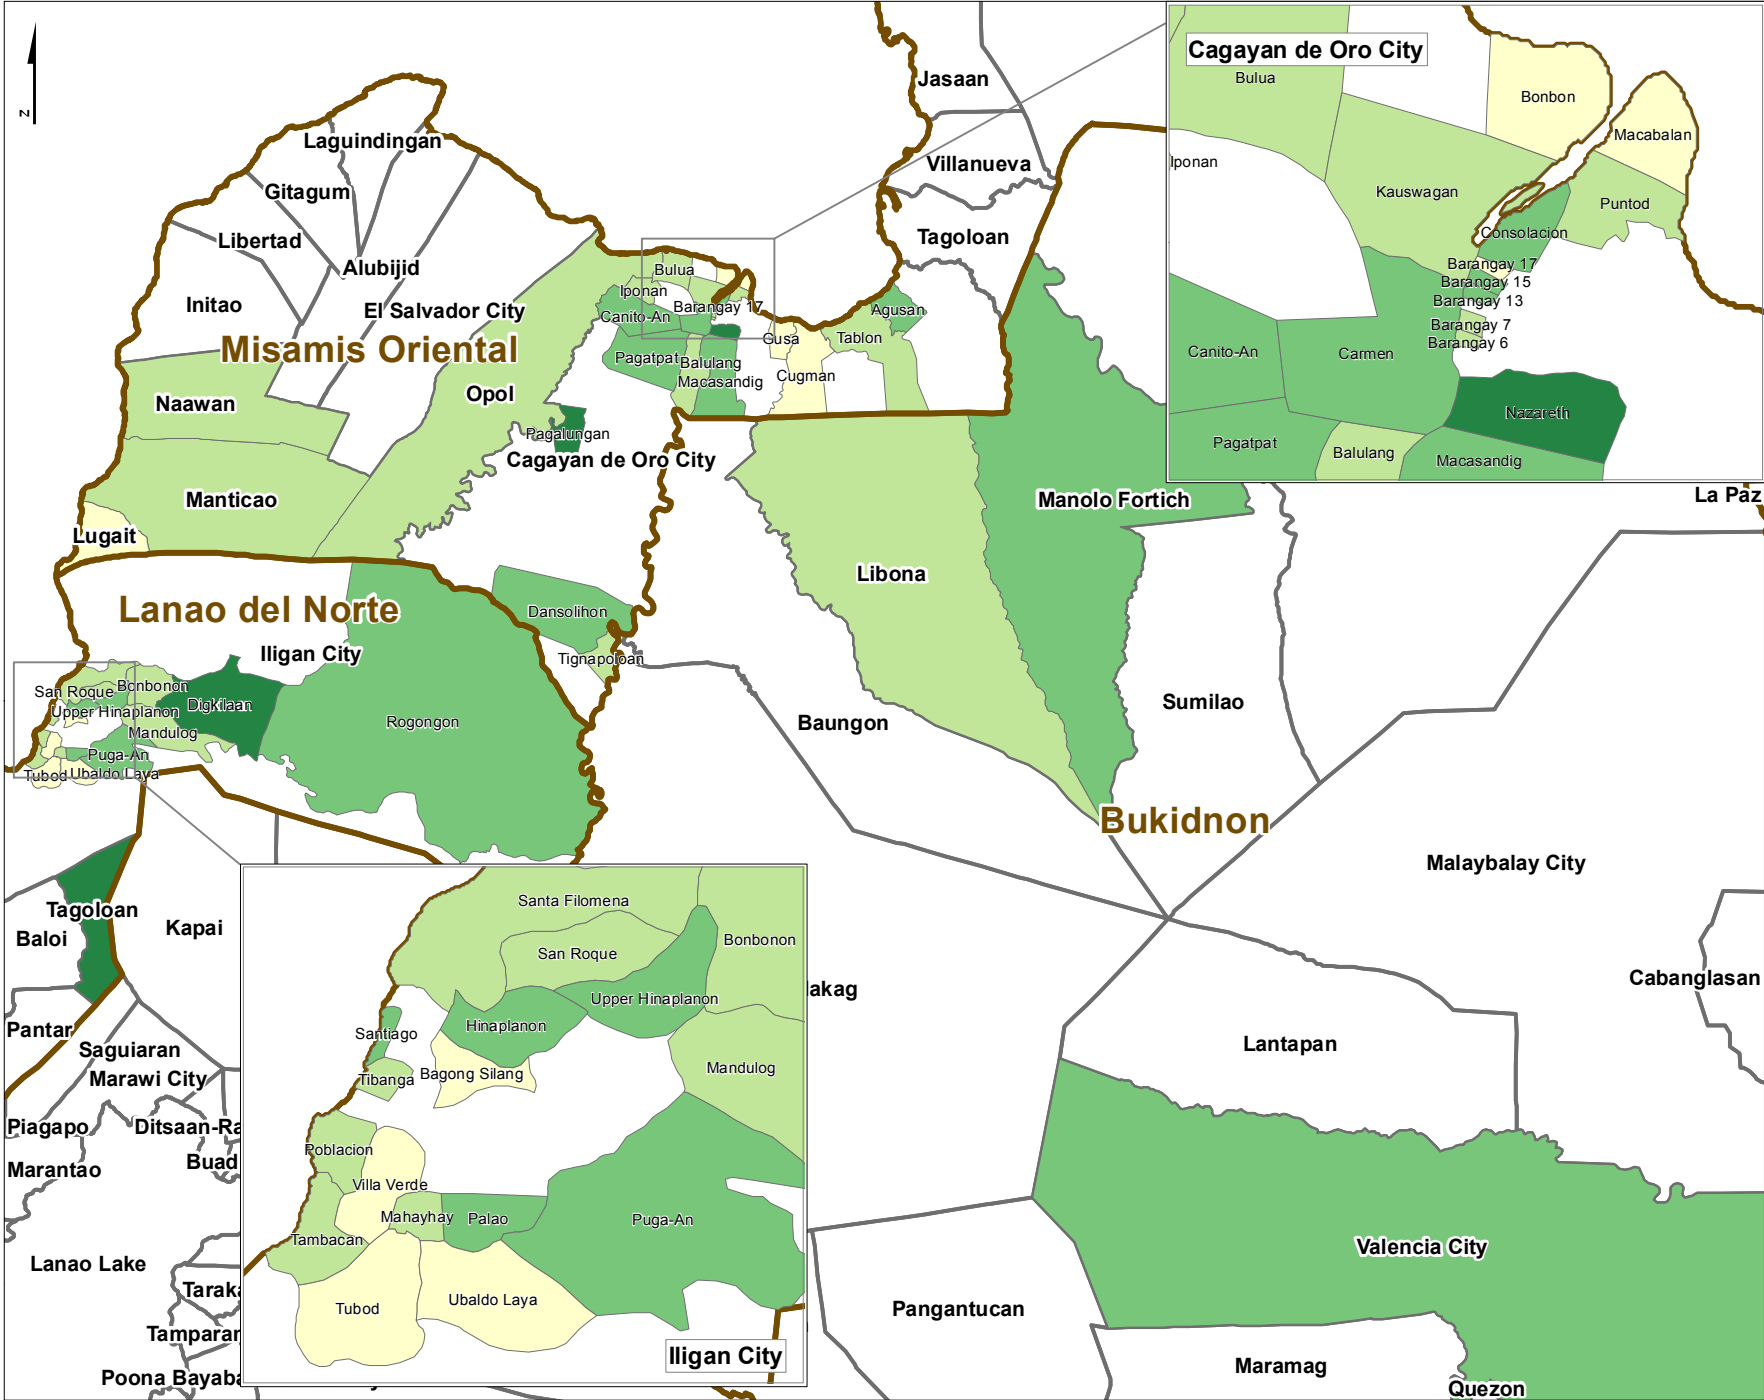 z
Jasaan
Laguindingan
Villanueva
Gitagum
Tagoloan
Libertad
Alubijid
Initao
El Salvador City
Misamis Oriental
Bulua
Iponan
Barangay 17
Canito-An
Agusan
Gusa
Tablon
Pagatpat
Balulang
Macasandig
Cugman
Opol
Naawan
Pagalungan
Cagayan de Oro City
Manticao
Lugait
Manolo Fortich
La Paz
Libona
Lanao del Norte
Dansolihon
Iligan City
Tignapoloan
San Roque
Bonbonon
Upper Hinaplanon
Digkilaan
Mandulog
Rogongon
Puga-An
Tubod
Ubaldo Laya
Baungon
Sumilao
Bukidnon
Malaybalay City
Tagoloan
Baloi
Kapai
Cabanglasan
lakag
Pantar
Saguiaran
Marawi City
Lantapan
Piagapo
Ditsaan-Ra
Buad
Marantao
Lanao Lake
Valencia City
Taraka
Pangantucan
Tamparan
Maramag
Poona Bayaba
Quezon
Cagayan de Oro City
Bulua
Bonbon
Macabalan
Iponan
Kauswagan
Puntod
Consolacion
Barangay 17
Barangay 15
Barangay 13
Barangay 7
Barangay 6
Canito-An
Carmen
Nazareth
Pagatpat
Balulang
Macasandig
Santa Filomena
San Roque
Bonbonon
Upper Hinaplanon
Hinaplanon
Santiago
Mandulog
Tibanga
Bagong Silang
Poblacion
Villa Verde
Mahayhay
Palao
Puga-An
Tambacan
Tubod
Ubaldo Laya
Iligan City